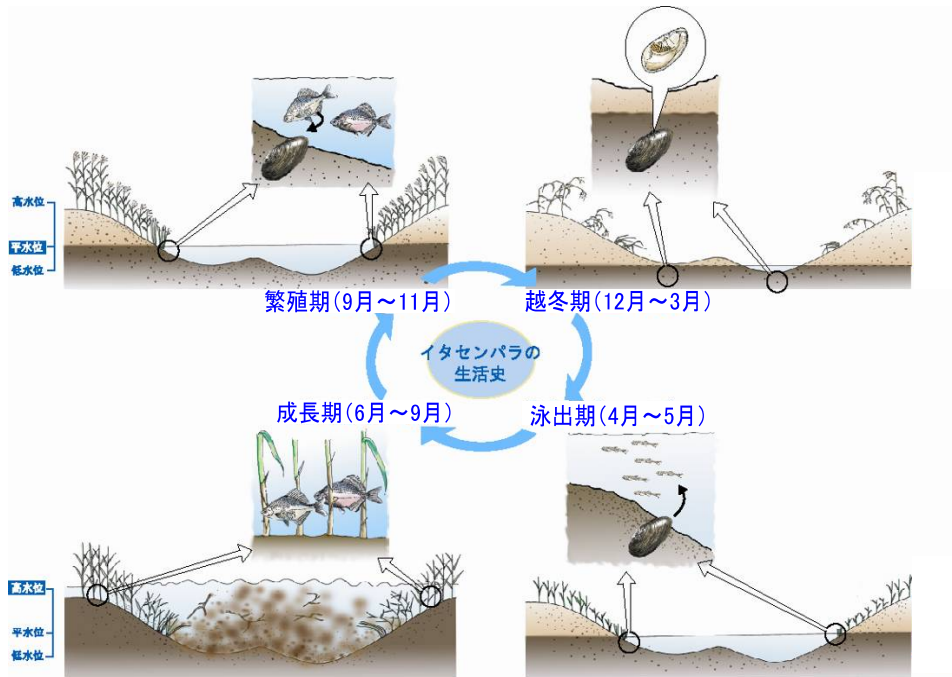 高水位
平水位
低水位
繁殖期(9月～11月)
越冬期(12月～3月)
イタセンパラの
生活史
成長期(6月～9月)
泳出期(4月～5月)
高水位
平水位
低水位